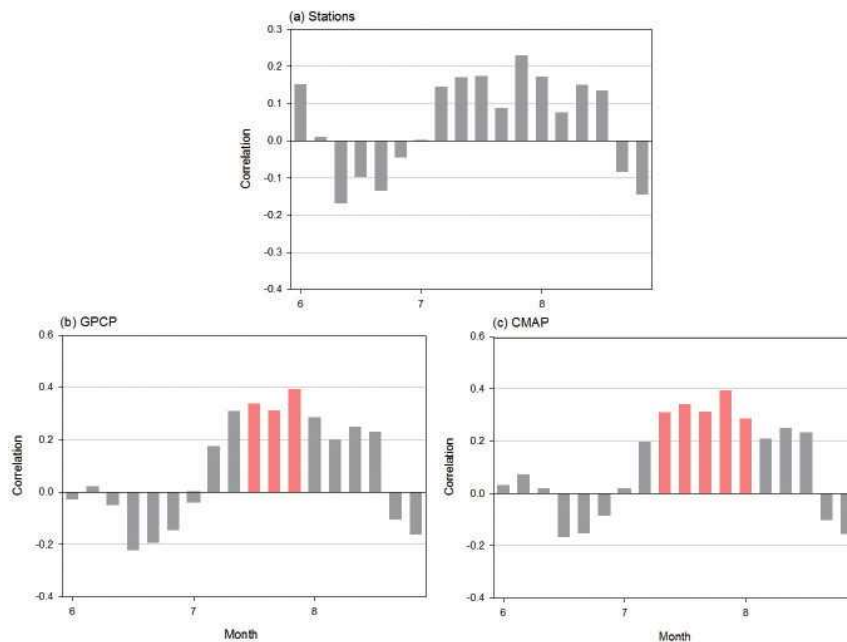 (a) Stations
0.3
0.2
0.1
0.0
-0.1
-0.2
-0.3
-0.4
Correlation
6 7 8
(b) GPCP
0.6
0.4
0.2
0.0
-0.2
-0.4
Correlation
6 7 8
Month
(c) CMAP
0.6
0.4
0.2
0.0
-0.2
-0.4
Correlation
6 7 8
Month